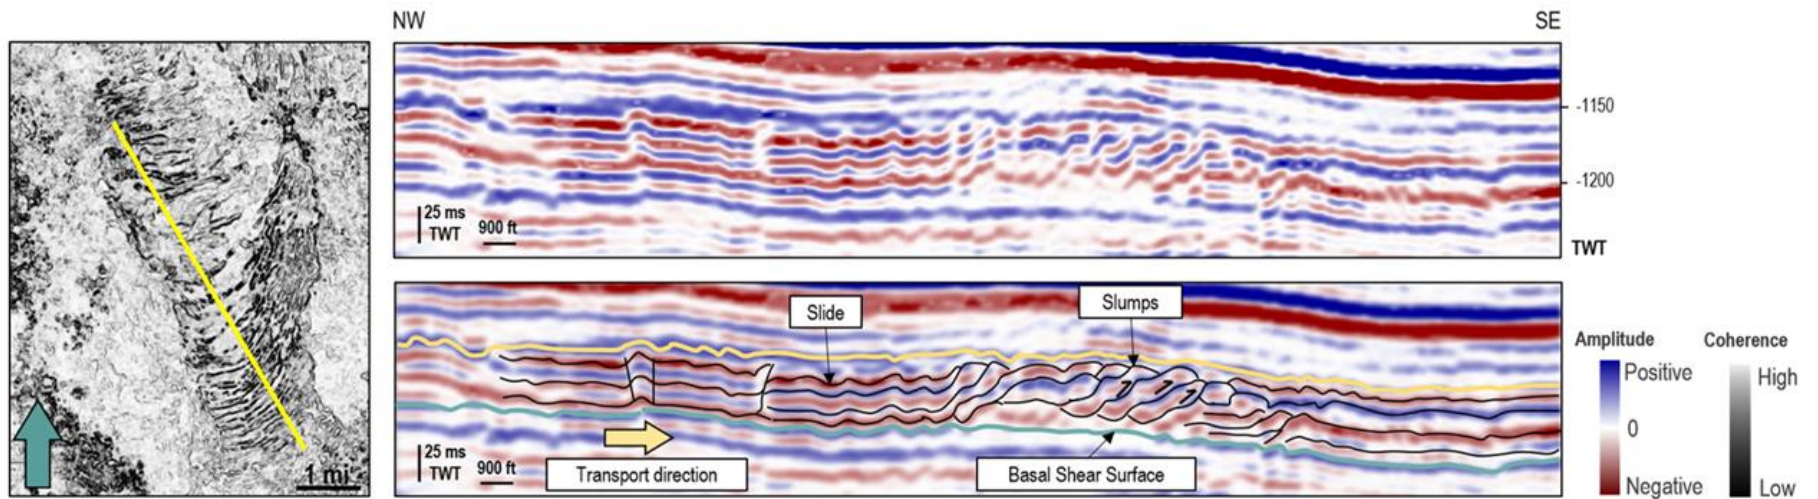 NW
SE
-1150
-1200
TWT
25 ms
TWT
900 ft
1 mi
Slide
Slumps
25 ms
TWT
900 ft
Transport direction
Basal Shear Surface
Amplitude
Positive
0
Negative
Coherence
High
Low